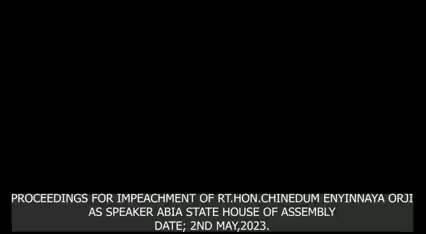 PROCEEDINGS FOR IMPEACHMENT OF RT.HON.CHINEDUM ENYINNAYA ORJI
AS SPEAKER ABIA STATE HOUSE OF ASSEMBLY
DATE; 2ND MAY,2023.